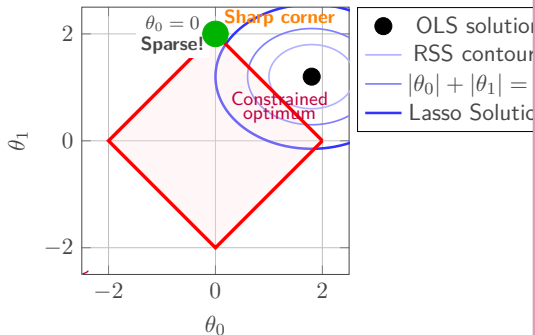 θ₀ = 0
Sparse!
Sharp corner
Constrained
optimum
2
0
−2
θ₁
−2
0
2
θ₀
OLS solution
RSS contour
|θ₀| + |θ₁| =
Lasso Solutio